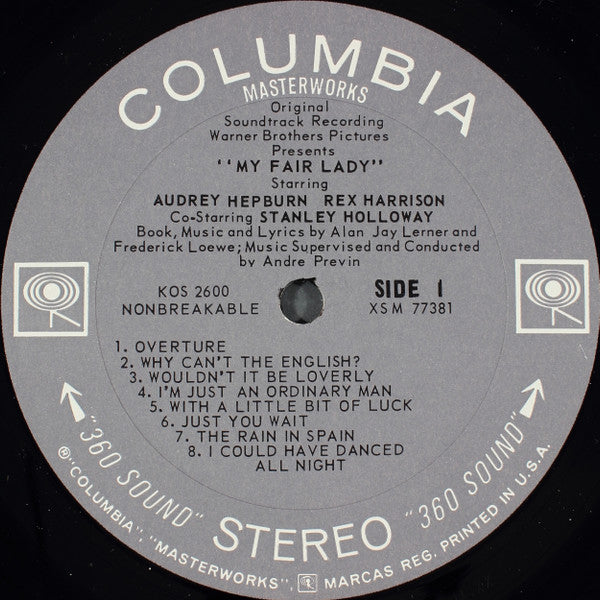 COLUMBIA
MASTERWORKS
Original
Soundtrack Recording
Warner Brothers Pictures
Presents
"MY FAIR LADY"
Starring
AUDREY HEPBURN REX HARRISON
Co-Starring STANLEY HOLLOWAY
Book, Music and Lyrics by Alan Jay Lerner and
Frederick Loewe; Music Supervised and Conducted
by Andre Previn
KOS 2600
NONBREAKABLE
SIDE 1
XSM 77381
1. OVERTURE
2. WHY CAN'T THE ENGLISH?
3. WOULDN'T IT BE LOVERLY
4. I'M JUST AN ORDINARY MAN
5. WITH A LITTLE BIT OF LUCK
6. JUST YOU WAIT
7. THE RAIN IN SPAIN
8. I COULD HAVE DANCED
ALL NIGHT
"360 SOUND" STEREO "360 SOUND"
®"COLUMBIA", "MASTERWORKS", MARCAS REG. PRINTED IN U.S.A.